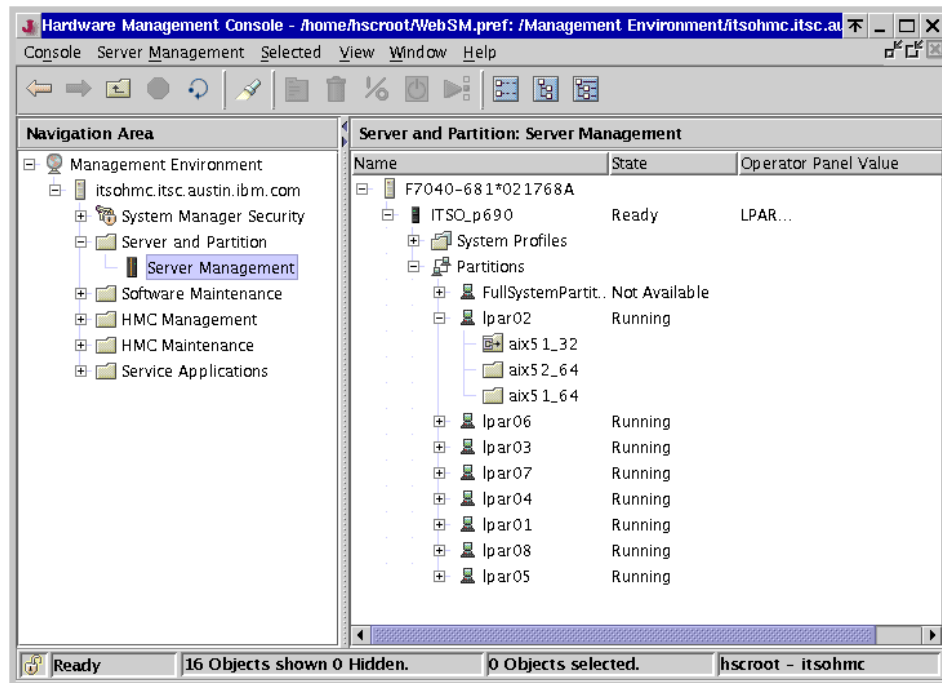 Hardware Management Console - /home/hscroot/WebSM.pref: /Management Environment/itsohmc.itsc.au
Console Server Management Selected View Window Help
Navigation Area
Management Environment
itsohmc.itsc.austin.ibm.com
System Manager Security
Server and Partition
Server Management
Software Maintenance
HMC Management
HMC Maintenance
Service Applications
Server and Partition: Server Management
Name State Operator Panel Value
F7040-681*021768A
ITSO_p690 Ready LPAR...
System Profiles
Partitions
FullSystemPartit.. Not Available
lpar02 Running
aix51_32
aix52_64
aix51_64
lpar06 Running
lpar03 Running
lpar07 Running
lpar04 Running
lpar01 Running
lpar08 Running
lpar05 Running
Ready 16 Objects shown 0 Hidden. 0 Objects selected. hscroot - itsohmc